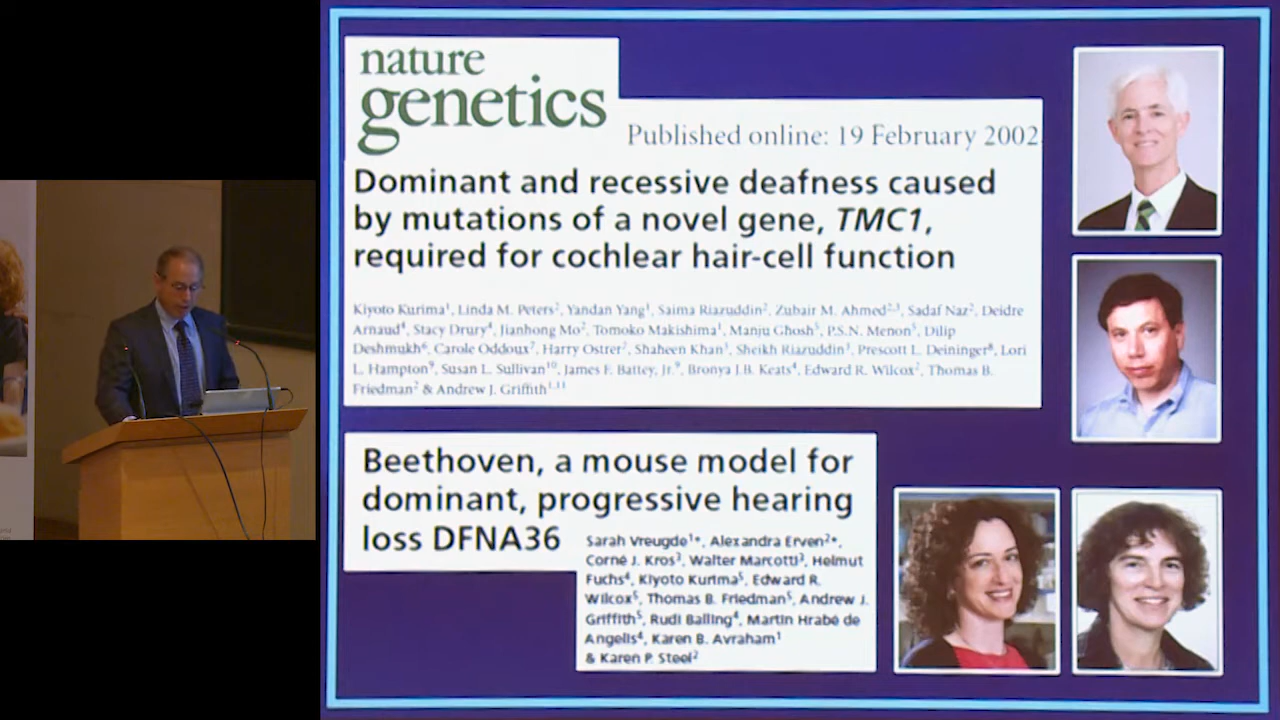 nature
genetics
Published online: 19 February 2002
Dominant and recessive deafness caused
by mutations of a novel gene, TMC1,
required for cochlear hair-cell function
Kiyoto Kurima¹, Linda M. Peters², Yandan Yang¹, Saima Riazuddin², Zubair M. Ahmed²,³, Sadaf Naz², Deidre
Arnaud⁴, Stacy Drury⁴, Jianhong Mo², Tomoko Makishima¹, Manju Ghosh⁵, P.S.N. Menon⁵, Dilip
Deshmukh⁶, Carole Oddoux⁷, Harry Ostrer⁷, Shaheen Khan³, Sheikh Riazuddin³, Prescott L. Deininger⁸, Lori
L. Hampton⁹, Susan L. Sullivan¹⁰, James F. Battey, Jr.⁹, Bronya J.B. Keats⁴, Edward R. Wilcox², Thomas B.
Friedman² & Andrew J. Griffith¹,¹¹
Beethoven, a mouse model for
dominant, progressive hearing
loss DFNA36
Sarah Vreugde¹*, Alexandra Erven²*,
Corné J. Kros³, Walter Marcotti³, Helmut
Fuchs⁴, Kiyoto Kurima⁵, Edward R.
Wilcox⁵, Thomas B. Friedman⁵, Andrew J.
Griffith⁵, Rudi Balling⁴, Martin Hrabé de
Angelis⁴, Karen B. Avraham¹
& Karen P. Steel²